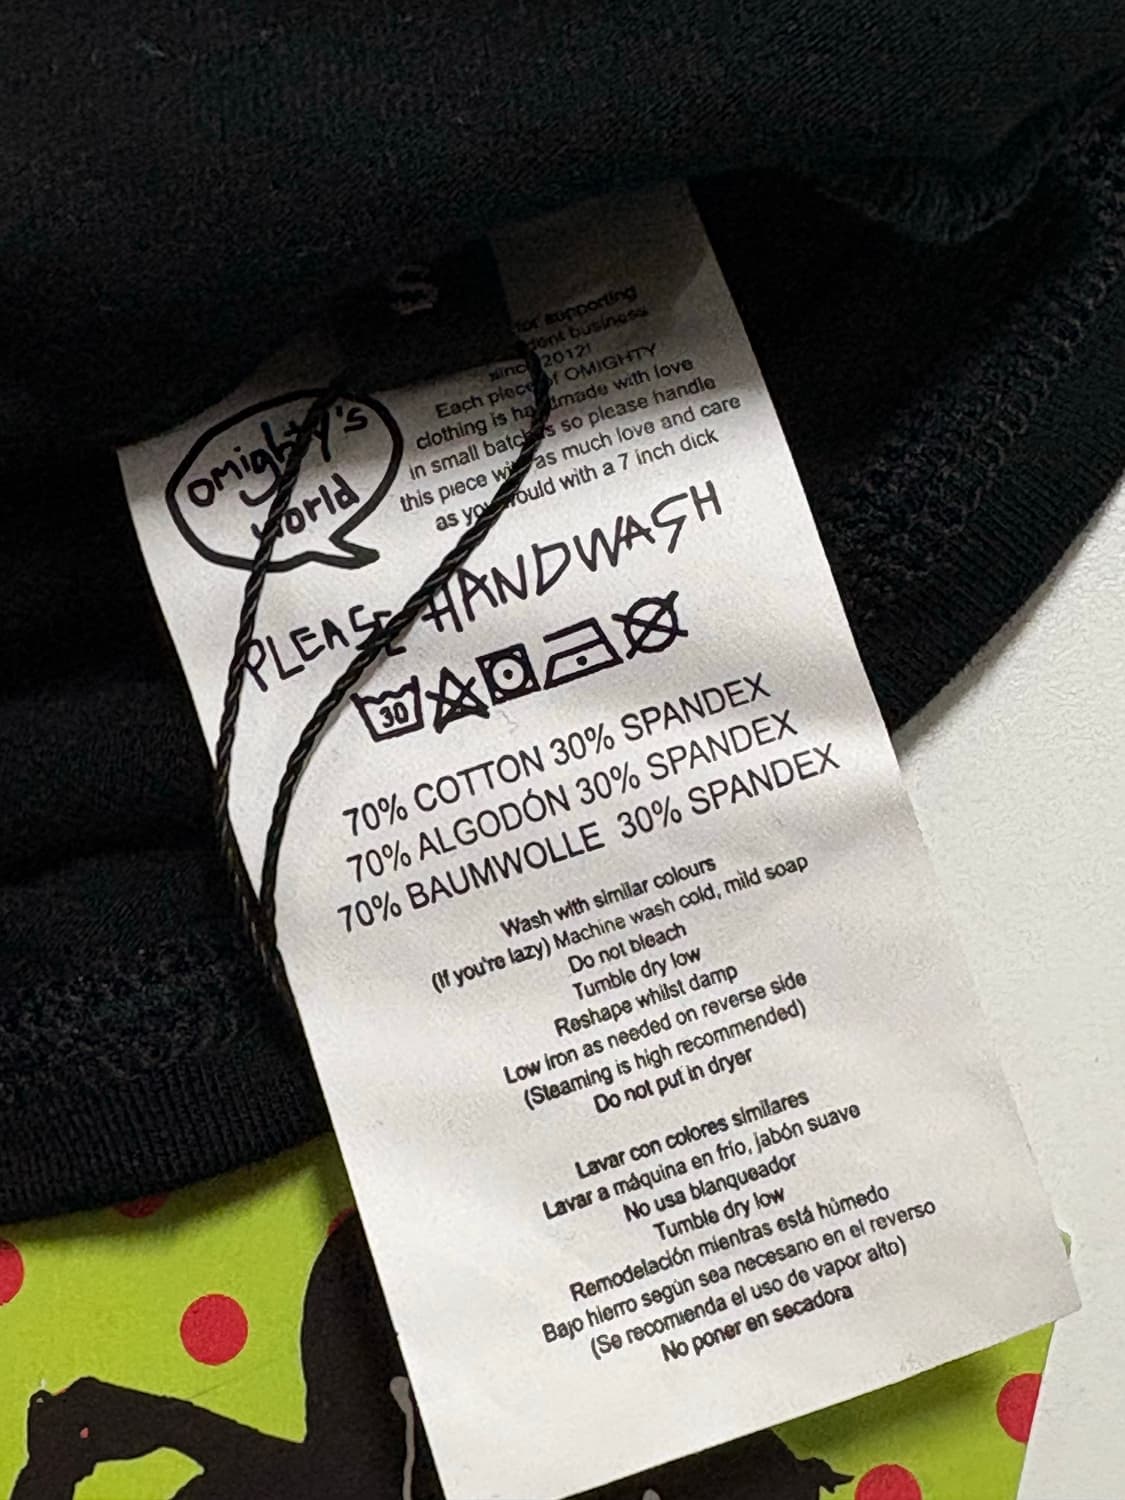 S
for supporting
business
2012!
Each piece of OMIGHTY
clothing is handmade with love
in small batches so please handle
this piece with as much love and care
as you would with a 7 inch dick
omighty's
world
PLEASE HANDWASH
30
70% COTTON 30% SPANDEX
70% ALGODÓN 30% SPANDEX
70% BAUMWOLLE 30% SPANDEX
Wash with similar colours
(If you're lazy) Machine wash cold, mild soap
Do not bleach
Tumble dry low
Reshape whilst damp
Low iron as needed on reverse side
(Steaming is high recommended)
Do not put in dryer
Lavar con colores similares
Lavar a máquina en frío, jabón suave
No usa blanqueador
Tumble dry low
Remodelación mientras está húmedo
Bajo hierro según sea necesano en el reverso
(Se recomienda el uso de vapor alto)
No poner en secadora